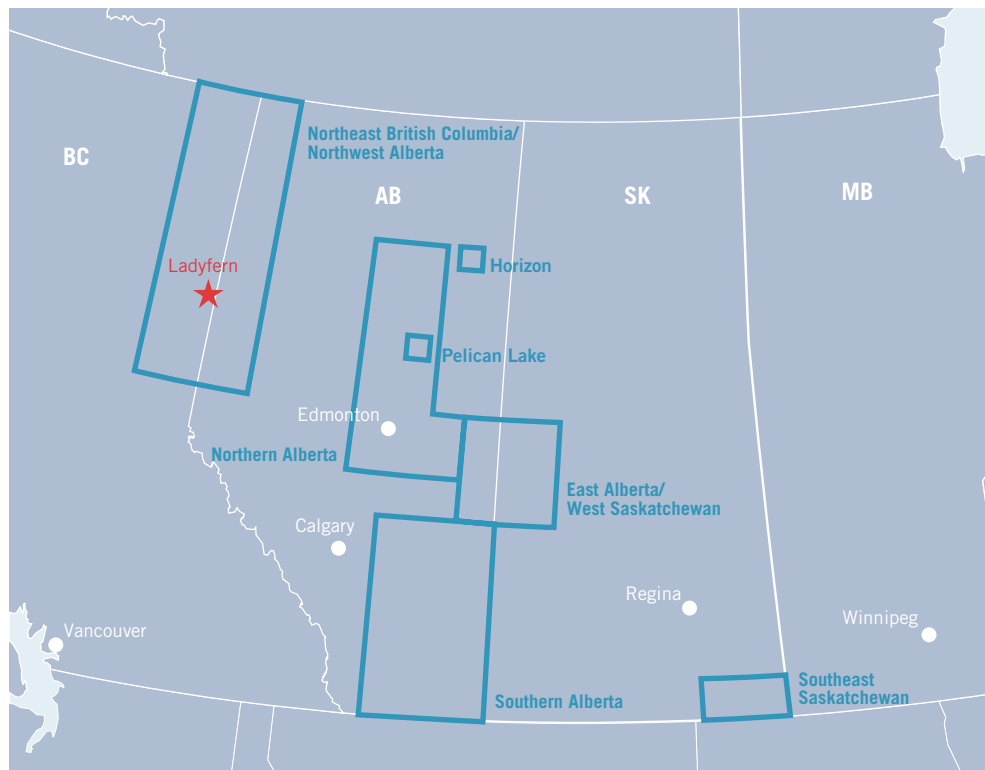 Northeast British Columbia/
Northwest Alberta
BC
AB
SK
MB
Ladyfern
Horizon
Pelican Lake
Edmonton
Northern Alberta
East Alberta/
West Saskatchewan
Calgary
Regina
Winnipeg
Vancouver
Southeast
Saskatchewan
Southern Alberta